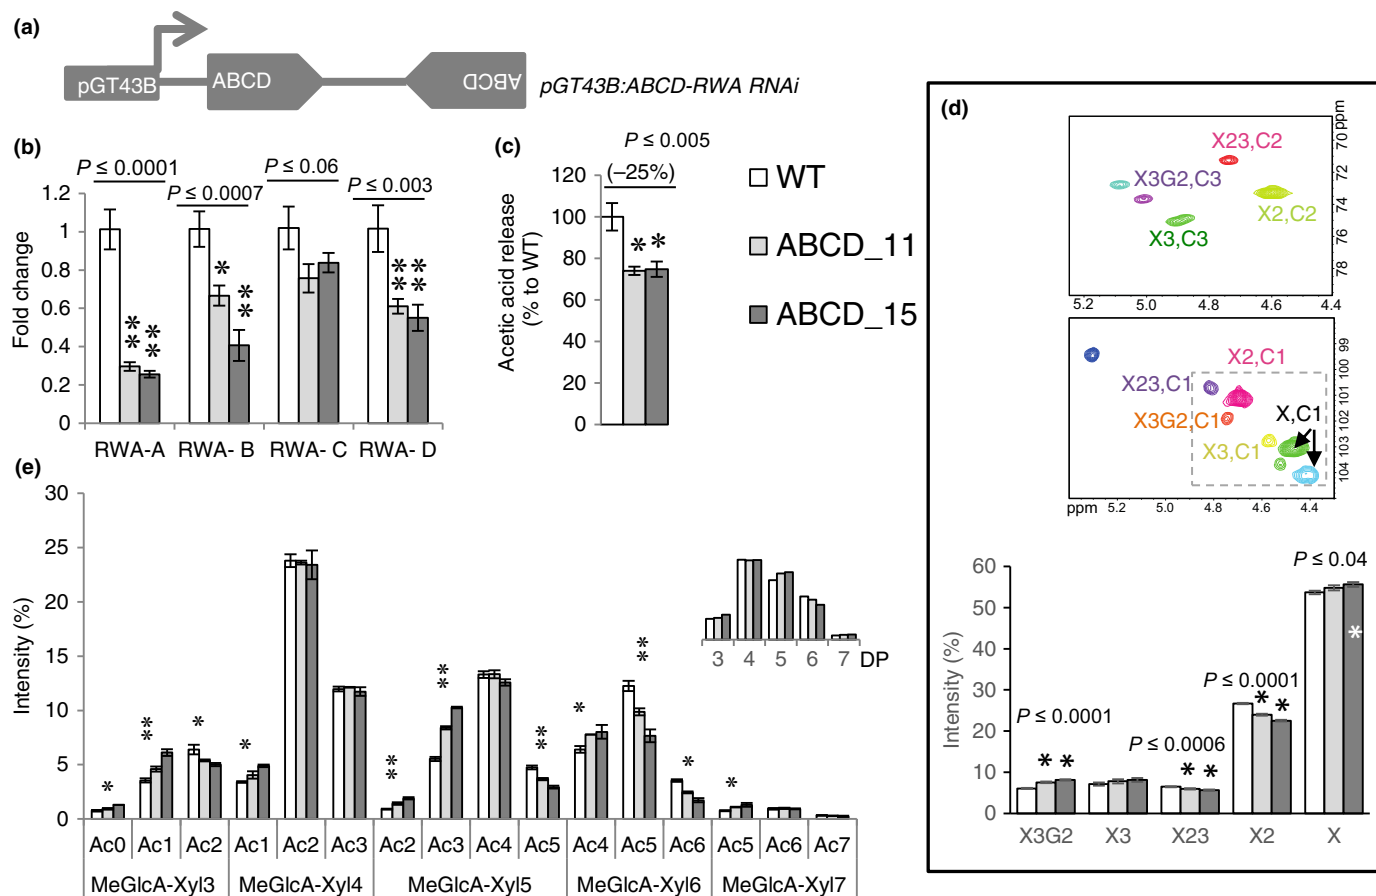 (a)
pGT43B
ABCD
ABCD
pGT43B:ABCD-RWA RNAi
(b)
P ≤ 0.0001
P ≤ 0.0007
P ≤ 0.06
P ≤ 0.003
Fold change
1.2
1
0.8
0.6
0.4
0.2
0
* *
* *
*
* *
* *
* *
RWA-A
RWA- B
RWA- C
RWA- D
(c)
P ≤ 0.005
(–25%)
Acetic acid release
(% to WT)
120
100
80
60
40
20
0
* *
WT
ABCD_11
ABCD_15
(d)
X23,C2
X3G2,C3
X2,C2
X3,C3
5.2 5.0 4.8 4.6 4.4
ppm
70
72
74
76
78
X2,C1
X23,C1
X,C1
X3G2,C1
X3,C1
ppm 5.2 5.0 4.8 4.6 4.4
99
100
101
102
103
104
Intensity (%)
60
50
40
30
20
10
0
P ≤ 0.0001
* *
P ≤ 0.0006
* *
P ≤ 0.0001
* *
P ≤ 0.04
*
X3G2 X3 X23 X2 X
(e)
Intensity (%)
30
25
20
15
10
5
0
*
**
*
*
**
**
**
*
**
*
*
3 4 5 6 7 DP
Ac0 Ac1 Ac2 Ac1 Ac2 Ac3 Ac2 Ac3 Ac4 Ac5 Ac4 Ac5 Ac6 Ac5 Ac6 Ac7
MeGlcA-Xyl3 MeGlcA-Xyl4 MeGlcA-Xyl5 MeGlcA-Xyl6 MeGlcA-Xyl7